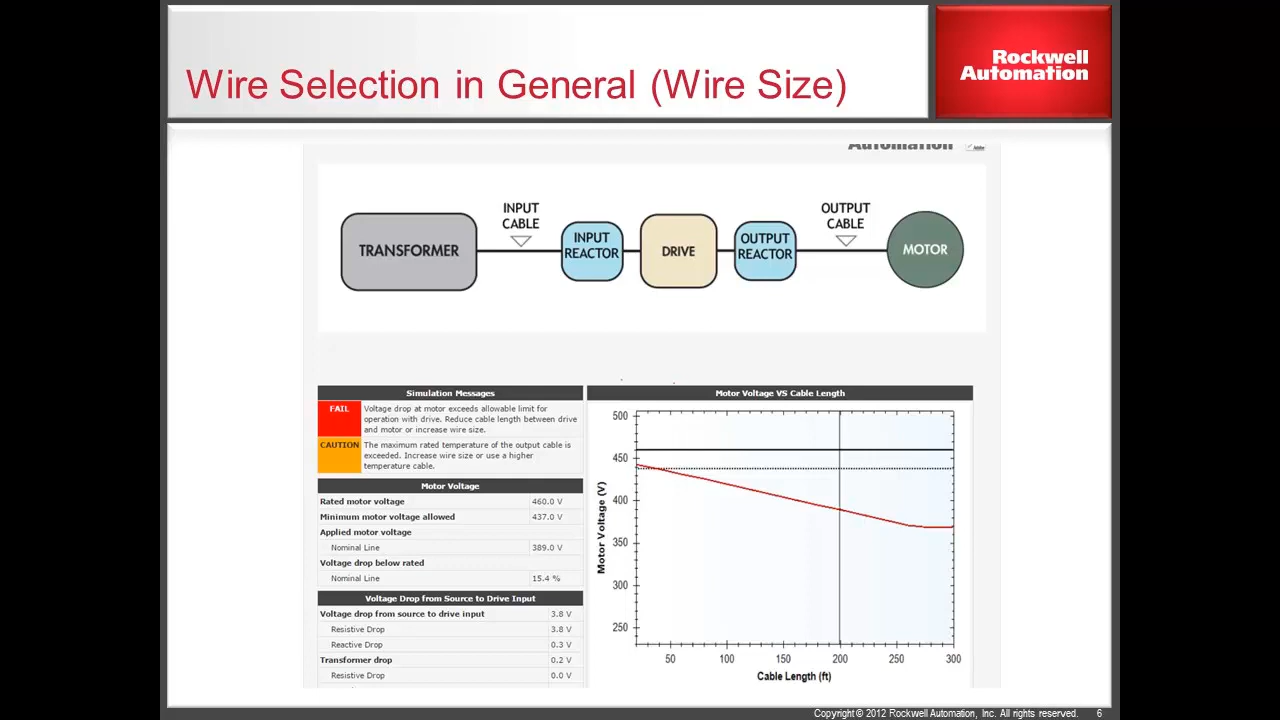 Wire Selection in General (Wire Size)
Rockwell
Automation
Automation
INPUT
CABLE
OUTPUT
CABLE
TRANSFORMER
INPUT
REACTOR
DRIVE
OUTPUT
REACTOR
MOTOR
Simulation Messages
FAIL
Voltage drop at motor exceeds allowable limit for
operation with drive. Reduce cable length between drive
and motor or increase wire size.
CAUTION
The maximum rated temperature of the output cable is
exceeded. Increase wire size or use a higher
temperature cable.
Motor Voltage
Rated motor voltage 460.0 V
Minimum motor voltage allowed 437.0 V
Applied motor voltage
Nominal Line 389.0 V
Voltage drop below rated
Nominal Line 15.4 %
Voltage Drop from Source to Drive Input
Voltage drop from source to drive input 3.8 V
Resistive Drop 3.8 V
Reactive Drop 0.3 V
Transformer drop 0.2 V
Resistive Drop 0.0 V
Motor Voltage VS Cable Length
Motor Voltage (V)
500
450
400
350
300
250
50 100 150 200 250 300
Cable Length (ft)
Copyright © 2012 Rockwell Automation, Inc. All rights reserved. 6